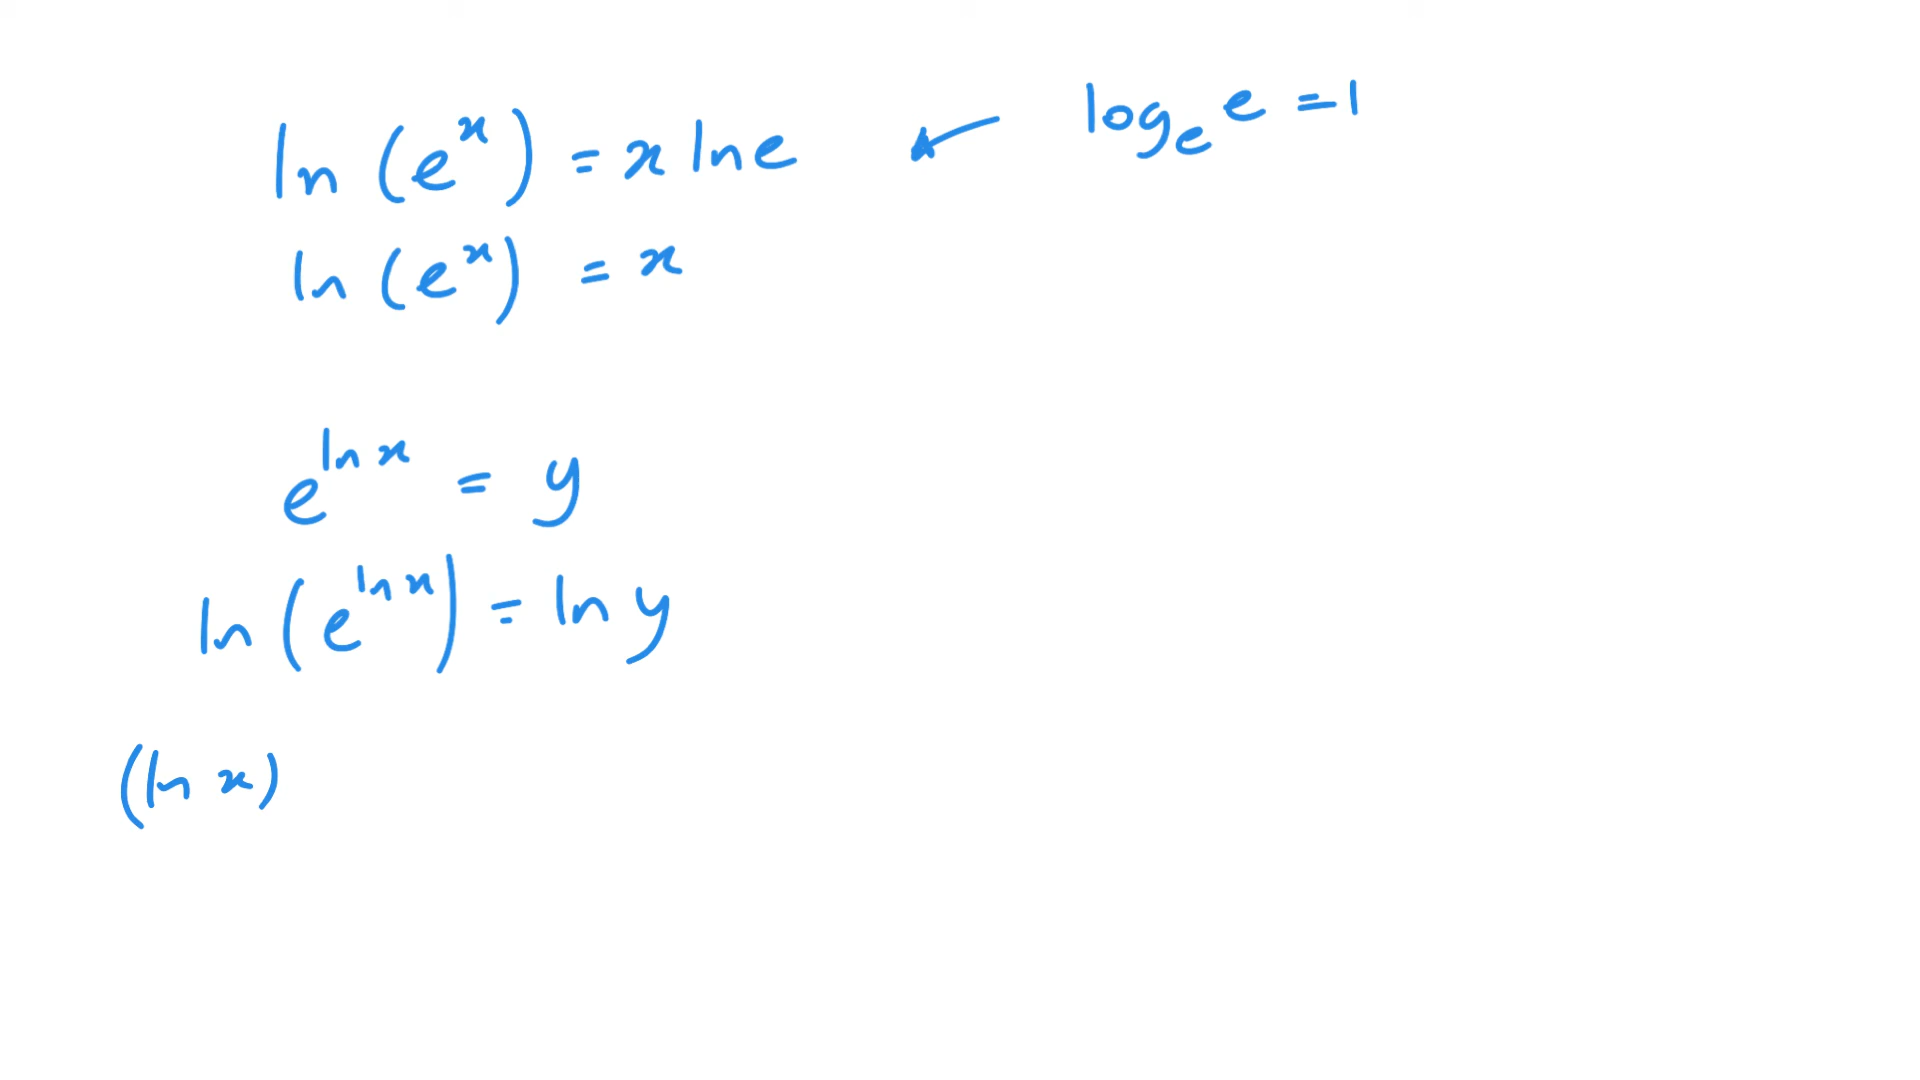 ln (e^x) = x ln e
log_e e = 1
ln (e^x) = x
e^{ln x} = y
ln (e^{ln x}) = ln y
(ln x)